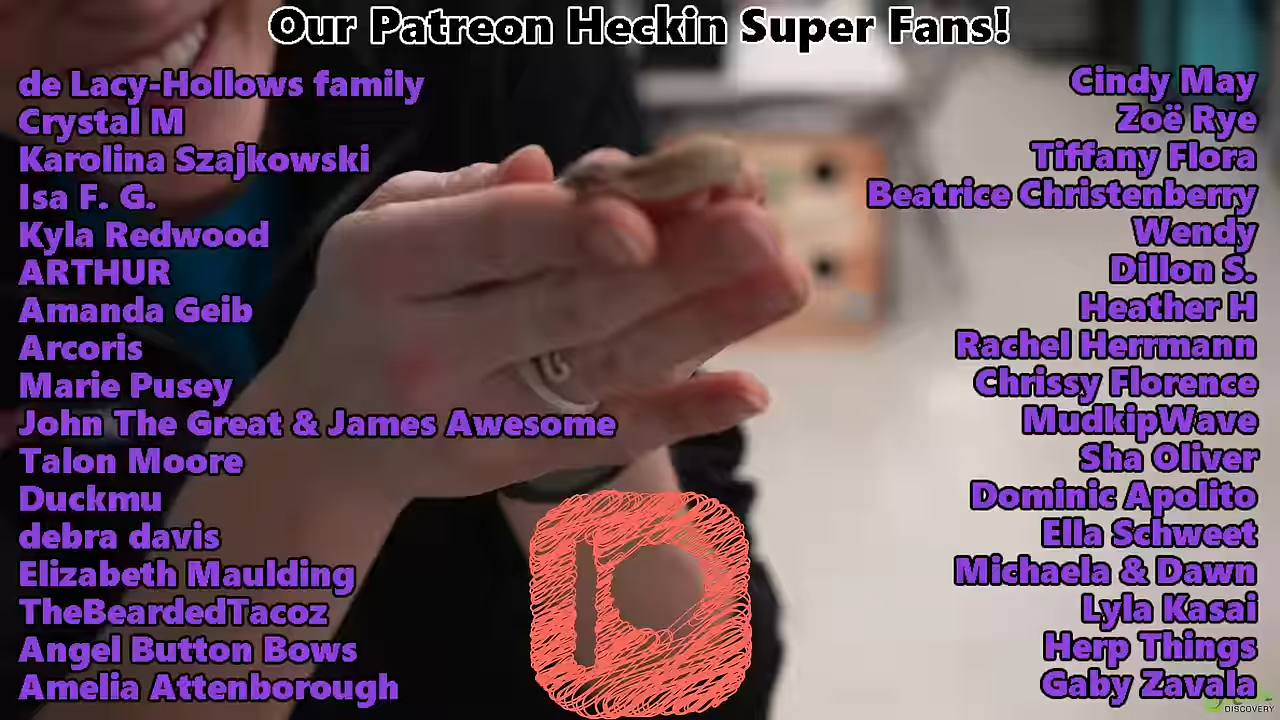 Our Patreon Heckin Super Fans!
de Lacy-Hollows family
Crystal M
Karolina Szajkowski
Isa F. G.
Kyla Redwood
ARTHUR
Amanda Geib
Arcoris
Marie Pusey
John The Great & James Awesome
Talon Moore
Duckmu
debra davis
Elizabeth Maulding
TheBeardedTacoz
Angel Button Bows
Amelia Attenborough
Cindy May
Zoë Rye
Tiffany Flora
Beatrice Christenberry
Wendy
Dillon S.
Heather H
Rachel Herrmann
Chrissy Florence
MudkipWave
Sha Oliver
Dominic Apolito
Ella Schweet
Michaela & Dawn
Lyla Kasai
Herp Things
Gaby Zavala
DISCOVERY